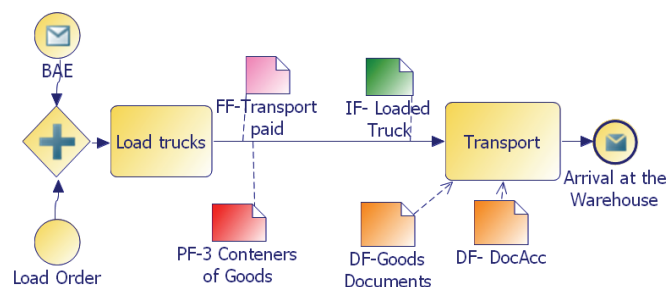 BAE
Load trucks
Load Order
FF-Transport
paid
PF-3 Conteners
of Goods
IF- Loaded
Truck
DF-Goods
Documents
DF- DocAcc
Transport
Arrival at the
Warehouse